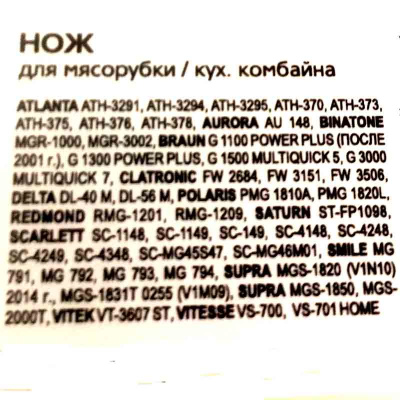 НОЖ
для мясорубки / кух. комбайна
ATLANTA ATH-3291, ATH-3294, ATH-3295, ATH-370, ATH-373,
ATH-375, ATH-376, ATH-378, AURORA AU 148, BINATONE
MGR-1000, MGR-3002, BRAUN G 1100 POWER PLUS (ПОСЛЕ
2001 г.), G 1300 POWER PLUS, G 1500 MULTIQUICK 5, G 3000
MULTIQUICK 7, CLATRONIC FW 2684, FW 3151, FW 3506,
DELTA DL-40 M, DL-56 M, POLARIS PMG 1810A, PMG 1820L,
REDMOND RMG-1201, RMG-1209, SATURN ST-FP1098,
SCARLETT SC-1148, SC-1149, SC-149, SC-4148, SC-4248,
SC-4249, SC-4348, SC-MG45S47, SC-MG46M01, SMILE MG
791, MG 792, MG 793, MG 794, SUPRA MGS-1820 (V1N10)
2014 г., MGS-1831T 0255 (V1M09), SUPRA MGS-1850, MGS-
2000T, VITEK VT-3607 ST, VITESSE VS-700, VS-701 HOME